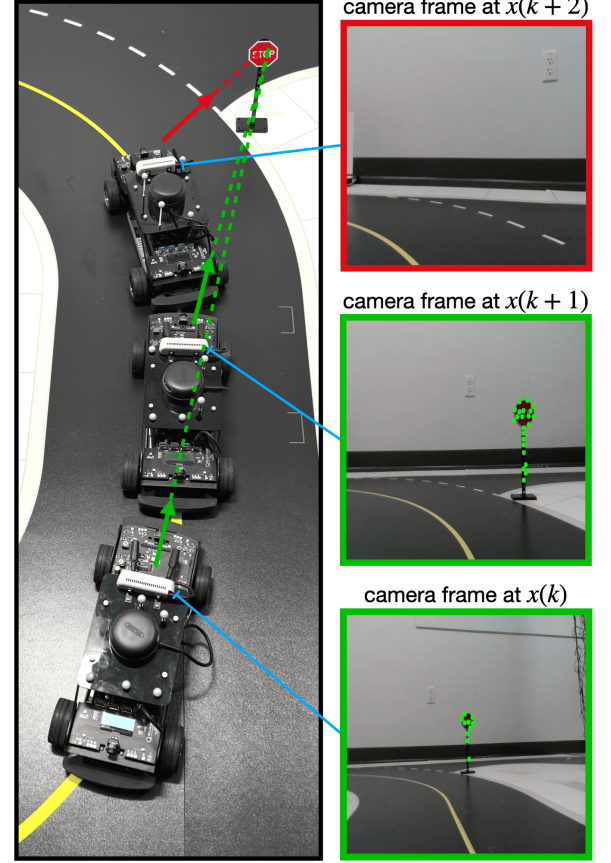 camera frame at x(k + 2)
STOP
camera frame at x(k + 1)
camera frame at x(k)